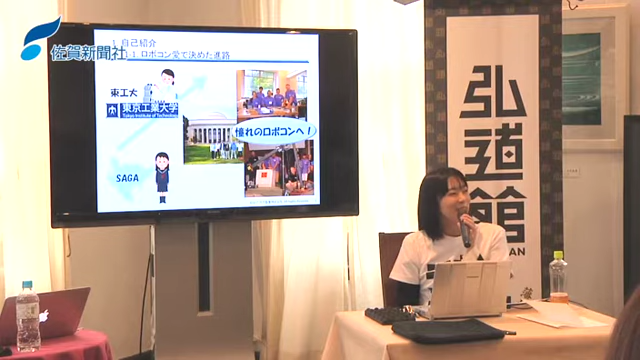 佐賀新聞社
1. 自己紹介
1-1. ロボコン愛で決めた進路
東工大
東京工業大学
Tokyo Institute of Technology
憧れのロボコンへ！
SAGA
弘道館